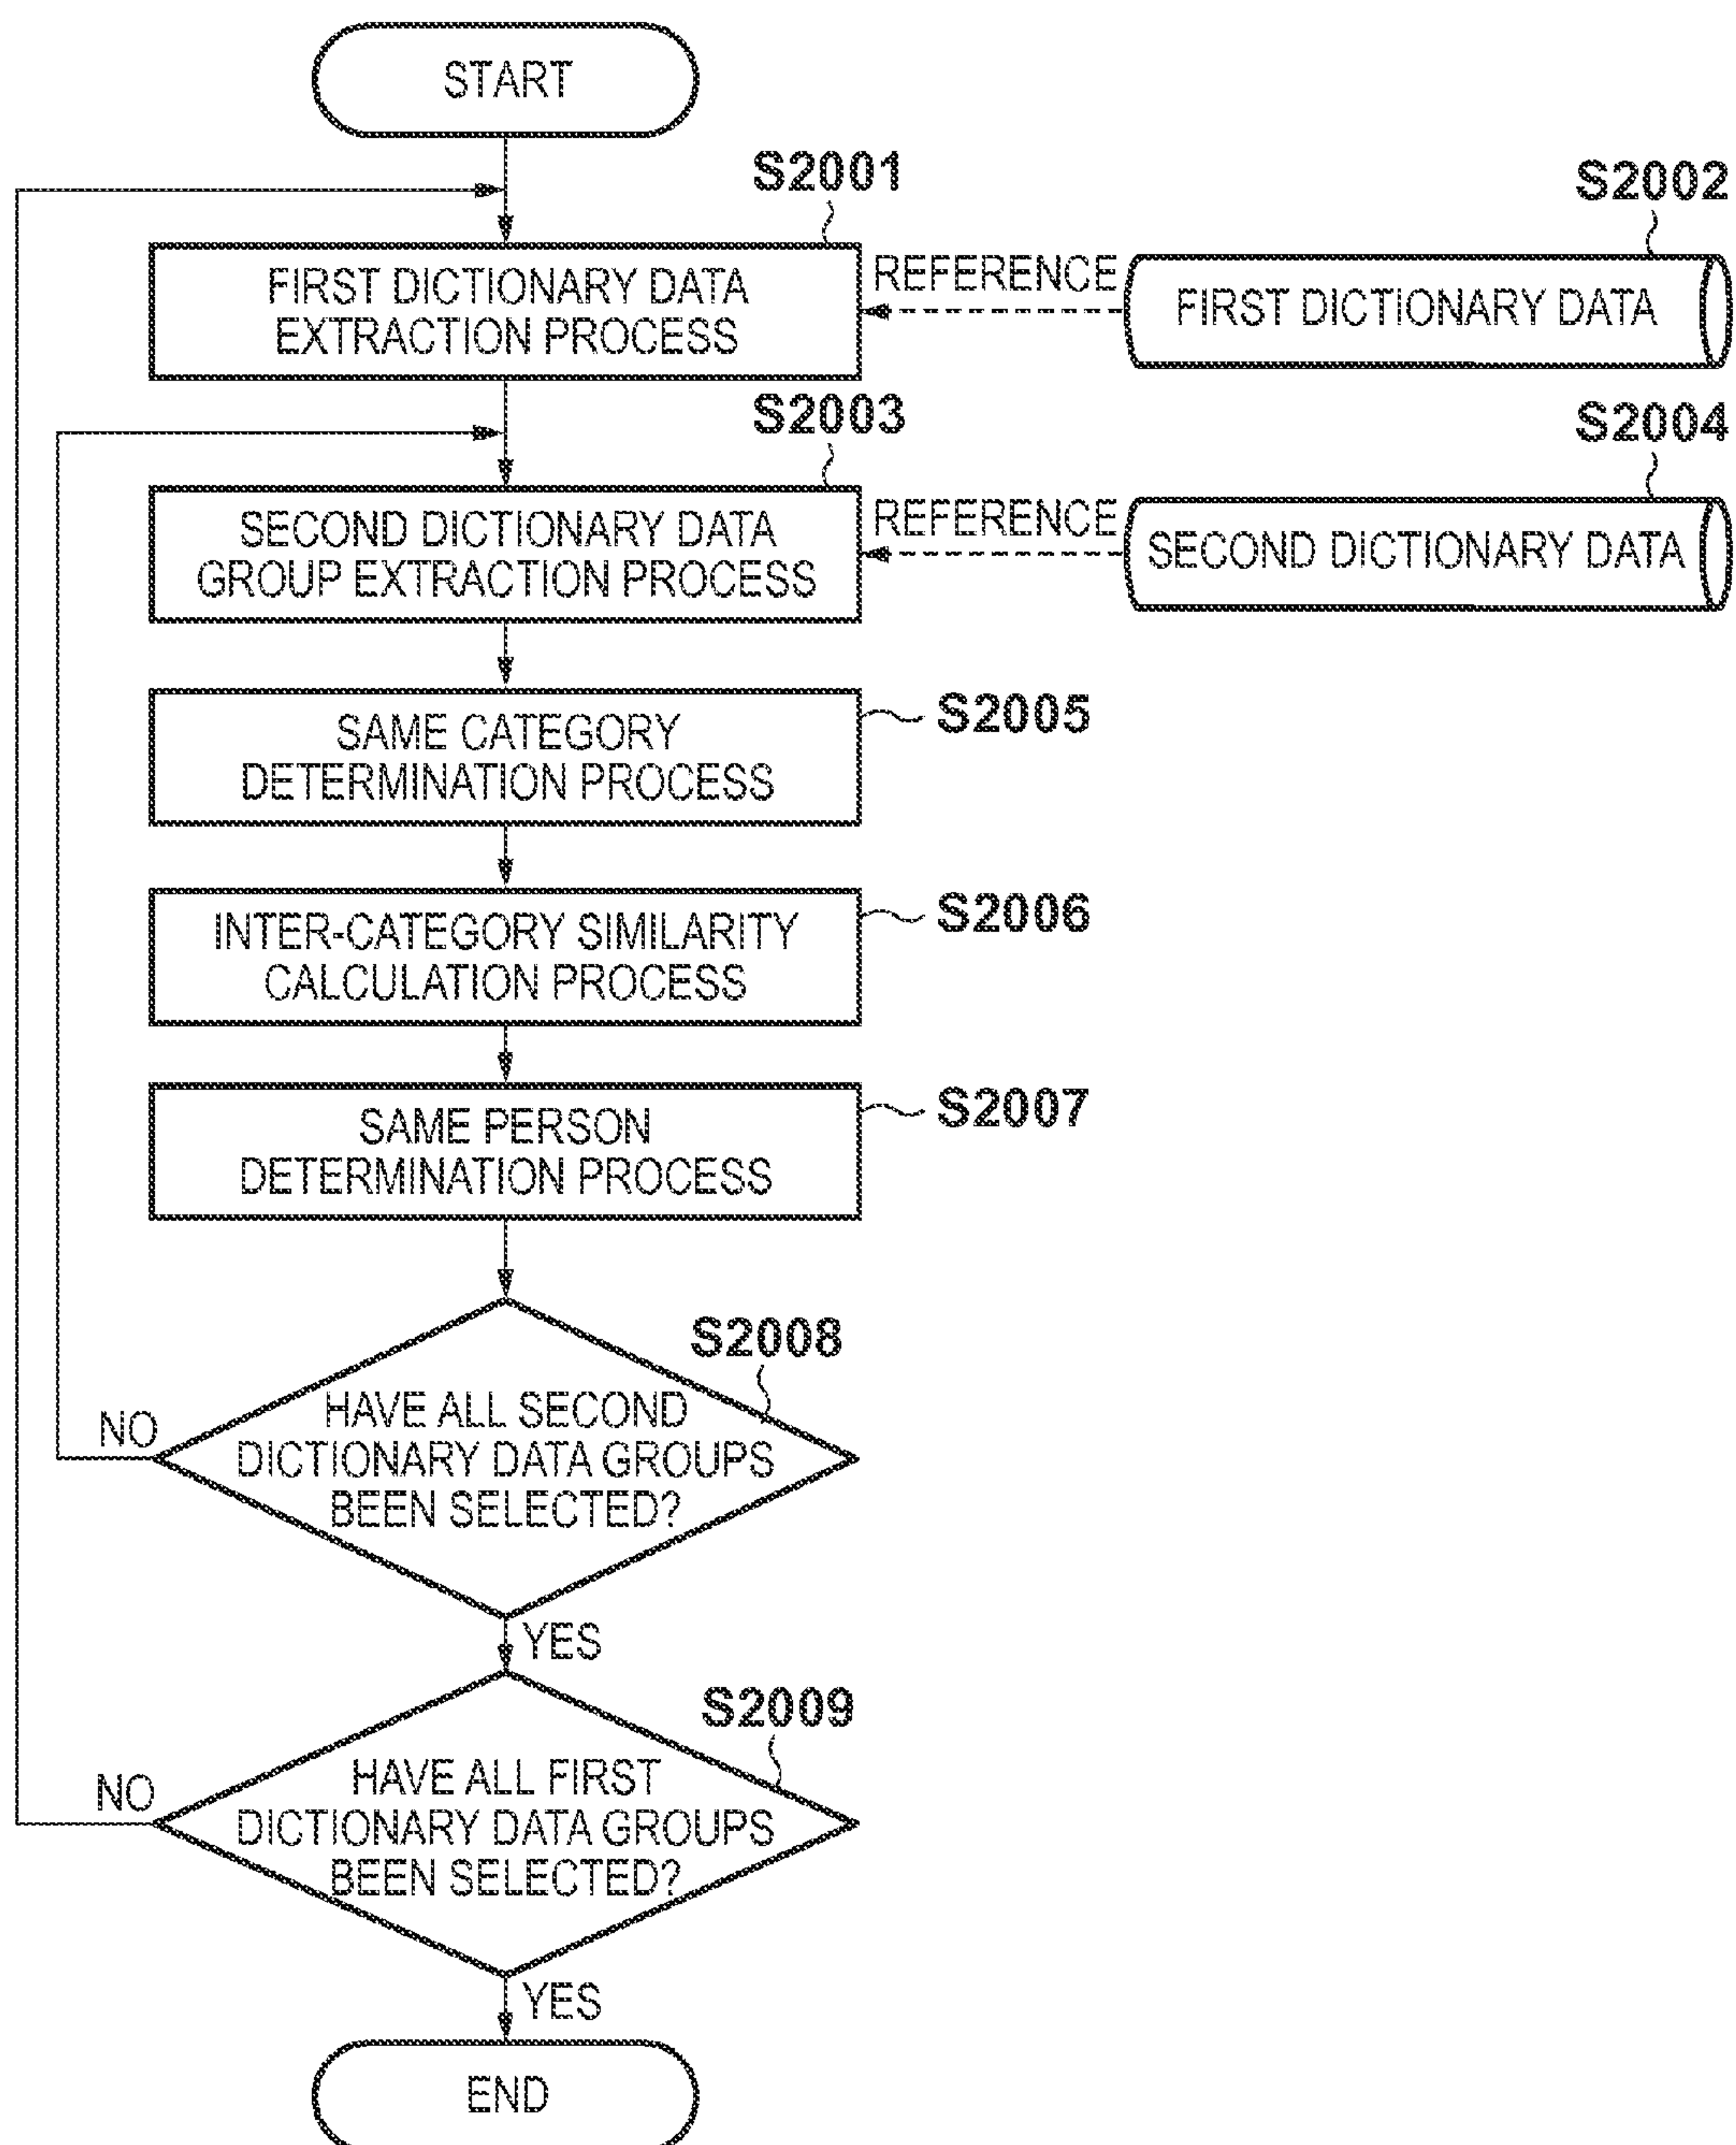 START
S2001
S2002
FIRST DICTIONARY DATA
EXTRACTION PROCESS
REFERENCE
FIRST DICTIONARY DATA
S2003
S2004
SECOND DICTIONARY DATA
GROUP EXTRACTION PROCESS
REFERENCE
SECOND DICTIONARY DATA
SAME CATEGORY
DETERMINATION PROCESS
S2005
INTER-CATEGORY SIMILARITY
CALCULATION PROCESS
S2006
SAME PERSON
DETERMINATION PROCESS
S2007
S2008
HAVE ALL SECOND
DICTIONARY DATA GROUPS
BEEN SELECTED?
NO
YES
S2009
HAVE ALL FIRST
DICTIONARY DATA GROUPS
BEEN SELECTED?
NO
YES
END